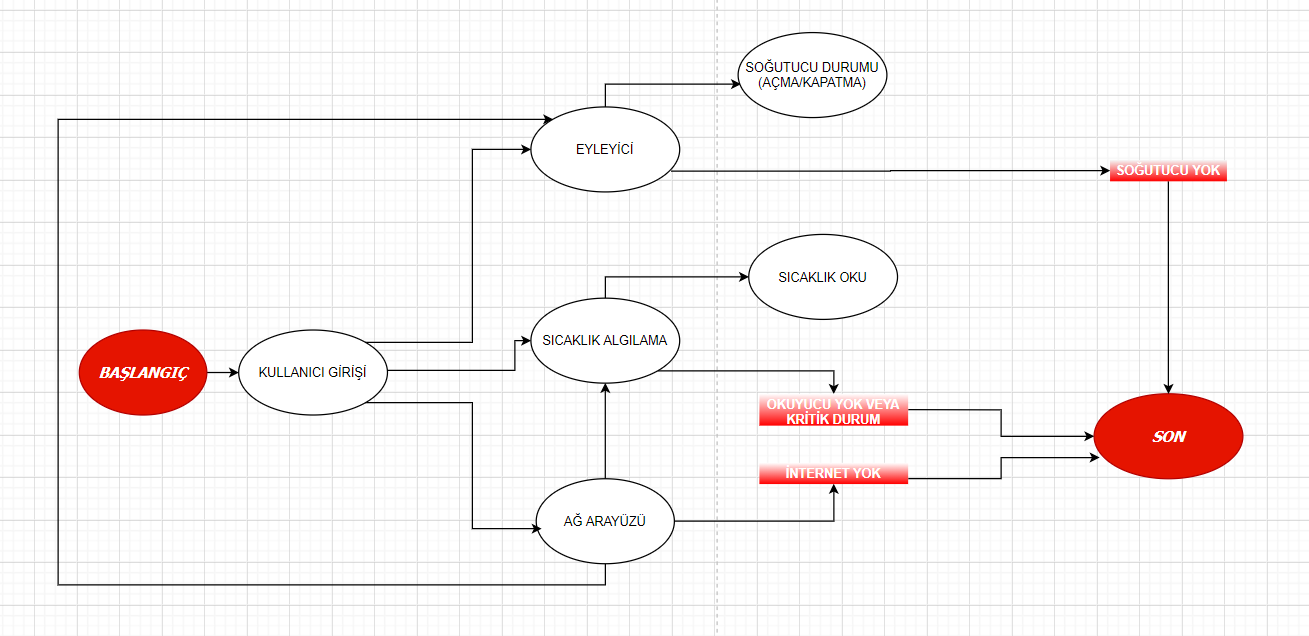 SOĞUTUCU DURUMU
(AÇMA/KAPATMA)
EYLEYİCİ
SOĞUTUCU YOK
SICAKLIK OKU
SICAKLIK ALGILAMA
BAŞLANGIÇ
KULLANICI GİRİŞİ
OKUYUCU YOK VEYA
KRİTİK DURUM
SON
İNTERNET YOK
AĞ ARAYÜZÜ